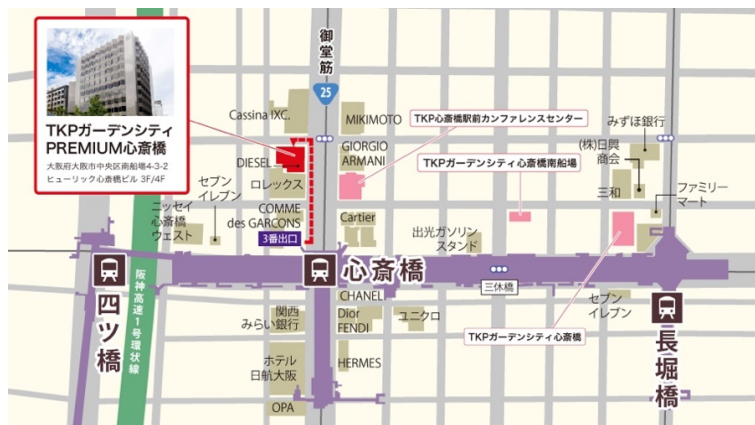 TKPガーデンシティ
PREMIUM心斎橋
大阪府大阪市中央区南船場4-3-2
ヒューリック心斎橋ビル 3F/4F
御堂筋
25
Cassina IXC.
MIKIMOTO
TKP心斎橋駅前カンファレンスセンター
みずほ銀行
GIORGIO
ARMANI
DIESEL
ロレックス
TKPガーデンシティ心斎橋南船場
(株)日興
商会
三和
ファミリー
マート
セブン
イレブン
ニッセイ
心斎橋
ウェスト
COMME
des GARCONS
3番出口
Cartier
出光ガソリン
スタンド
四ツ橋
心斎橋
三休橋
長堀橋
阪神高速1号環状線
CHANEL
Dior
FENDI
ユニクロ
関西
みらい銀行
セブン
イレブン
TKPガーデンシティ心斎橋
ホテル
日航大阪
HERMES
OPA